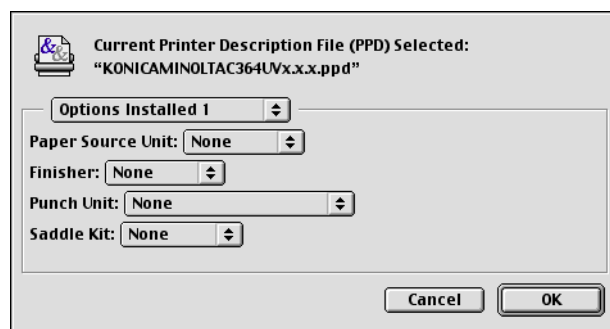 Current Printer Description File (PPD) Selected:
“KONICAMINOLTAC364UVx.x.x.ppd”
Options Installed 1
Paper Source Unit: None
Finisher: None
Punch Unit: None
Saddle Kit: None
Cancel OK